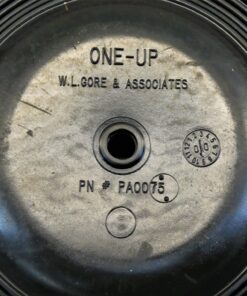 ONE-UP
W.L.GORE & ASSOCIATES
PN # PA0075